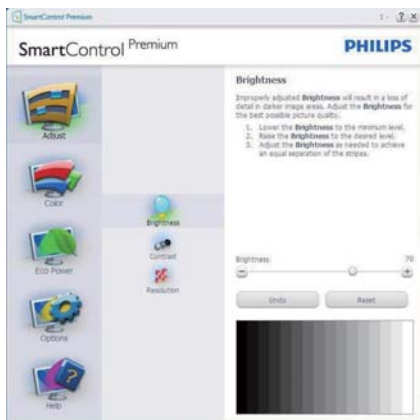 SmartControl Premium
SmartControl Premium
PHILIPS
Adjust
Color
Eco Power
Options
Help
Brightness
Contrast
Resolution
Brightness
Improperly adjusted Brightness will result in a loss of
detail in darker image areas. Adjust the Brightness for
the best possible picture quality.
1. Lower the Brightness to the minimum level.
2. Raise the Brightness to the desired level.
3. Adjust the Brightness as needed to achieve
an equal separation of the stripes.
Brightness 70
Undo Reset